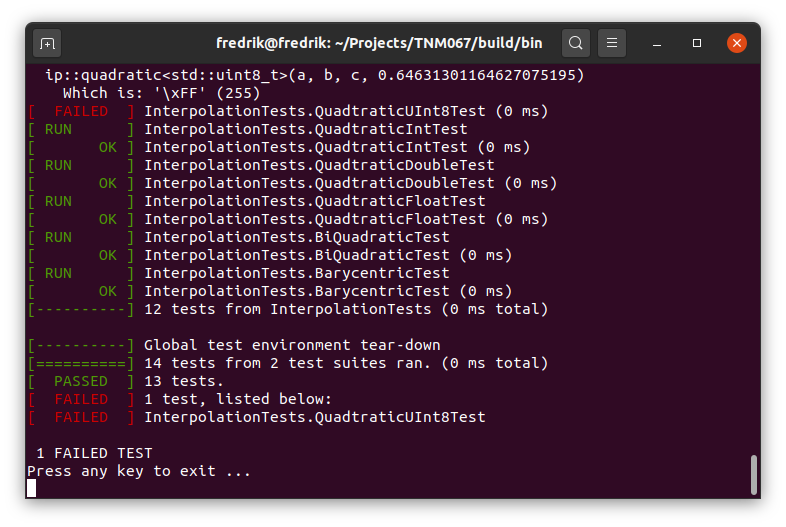 fredrik@fredrik: ~/Projects/TNM067/build/bin
ip::quadratic<std::uint8_t>(a, b, c, 0.64631301164627075195)
Which is: '\xFF' (255)
[  FAILED  ] InterpolationTests.QuadtraticUInt8Test (0 ms)
[ RUN      ] InterpolationTests.QuadtraticIntTest
[       OK ] InterpolationTests.QuadtraticIntTest (0 ms)
[ RUN      ] InterpolationTests.QuadtraticDoubleTest
[       OK ] InterpolationTests.QuadtraticDoubleTest (0 ms)
[ RUN      ] InterpolationTests.QuadtraticFloatTest
[       OK ] InterpolationTests.QuadtraticFloatTest (0 ms)
[ RUN      ] InterpolationTests.BiQuadraticTest
[       OK ] InterpolationTests.BiQuadraticTest (0 ms)
[ RUN      ] InterpolationTests.BarycentricTest
[       OK ] InterpolationTests.BarycentricTest (0 ms)
[----------] 12 tests from InterpolationTests (0 ms total)
[----------] Global test environment tear-down
[==========] 14 tests from 2 test suites ran. (0 ms total)
[  PASSED  ] 13 tests.
[  FAILED  ] 1 test, listed below:
[  FAILED  ] InterpolationTests.QuadtraticUInt8Test
1 FAILED TEST
Press any key to exit ...